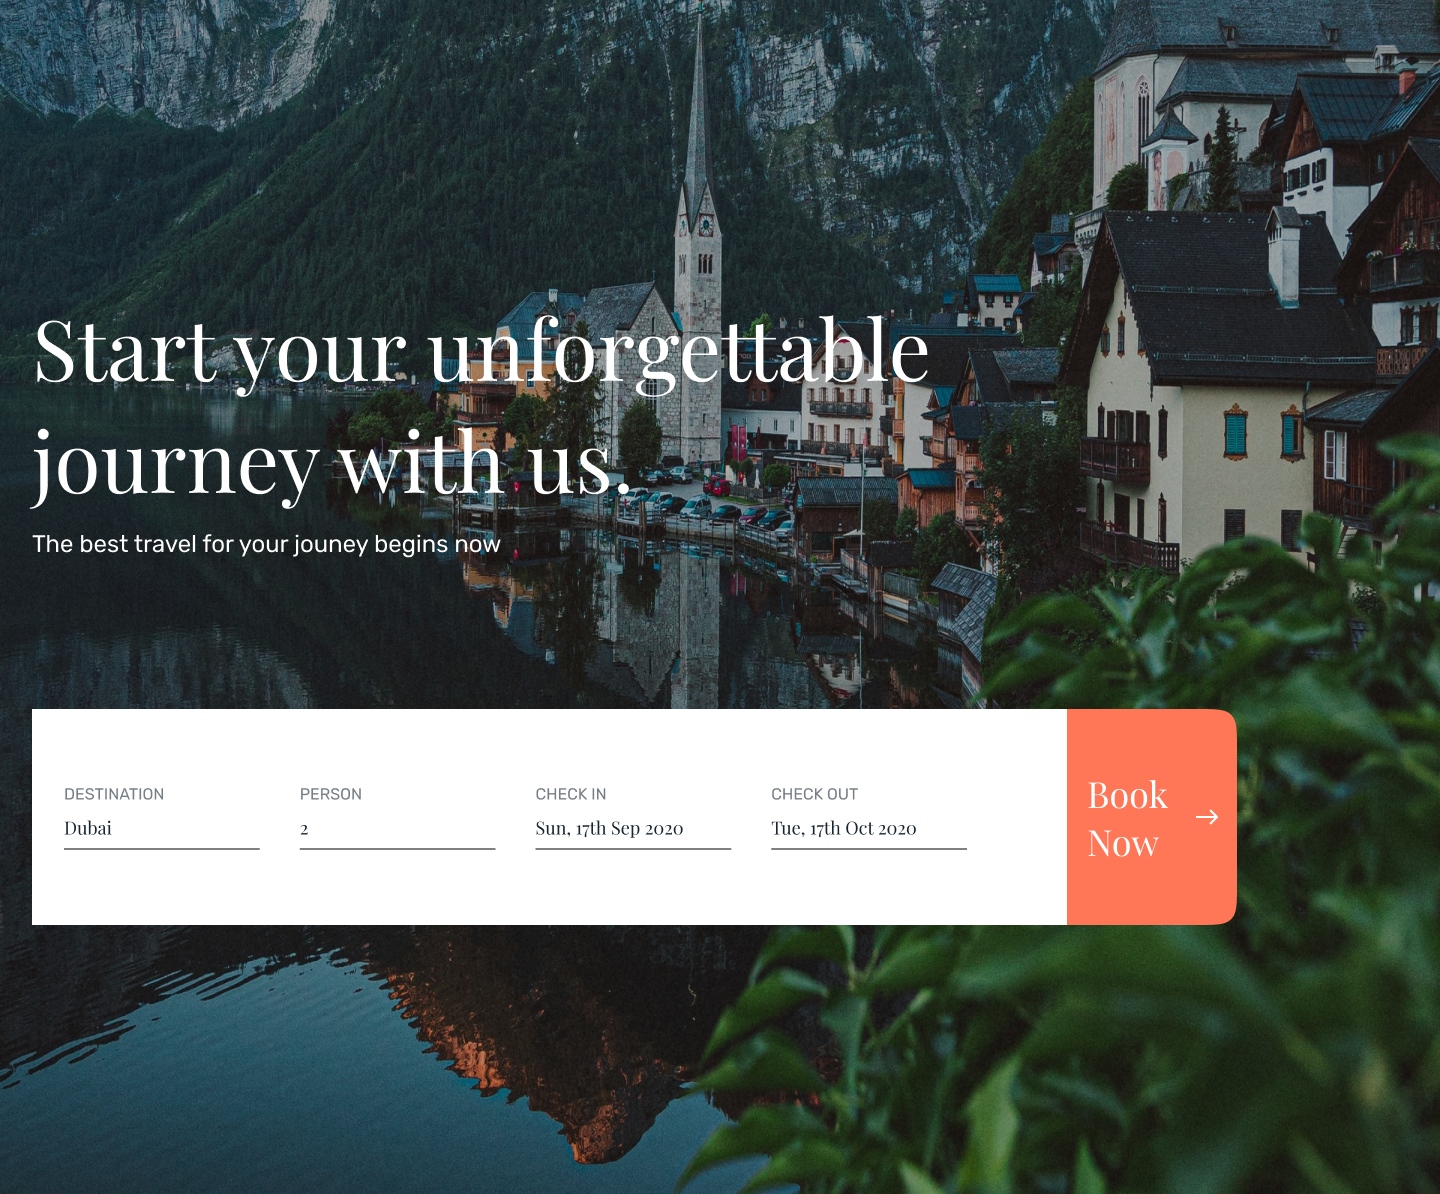 Start your unforgettable
journey with us.
The best travel for your jouney begins now
DESTINATION
Dubai
PERSON
2
CHECK IN
Sun, 17th Sep 2020
CHECK OUT
Tue, 17th Oct 2020
Book
Now